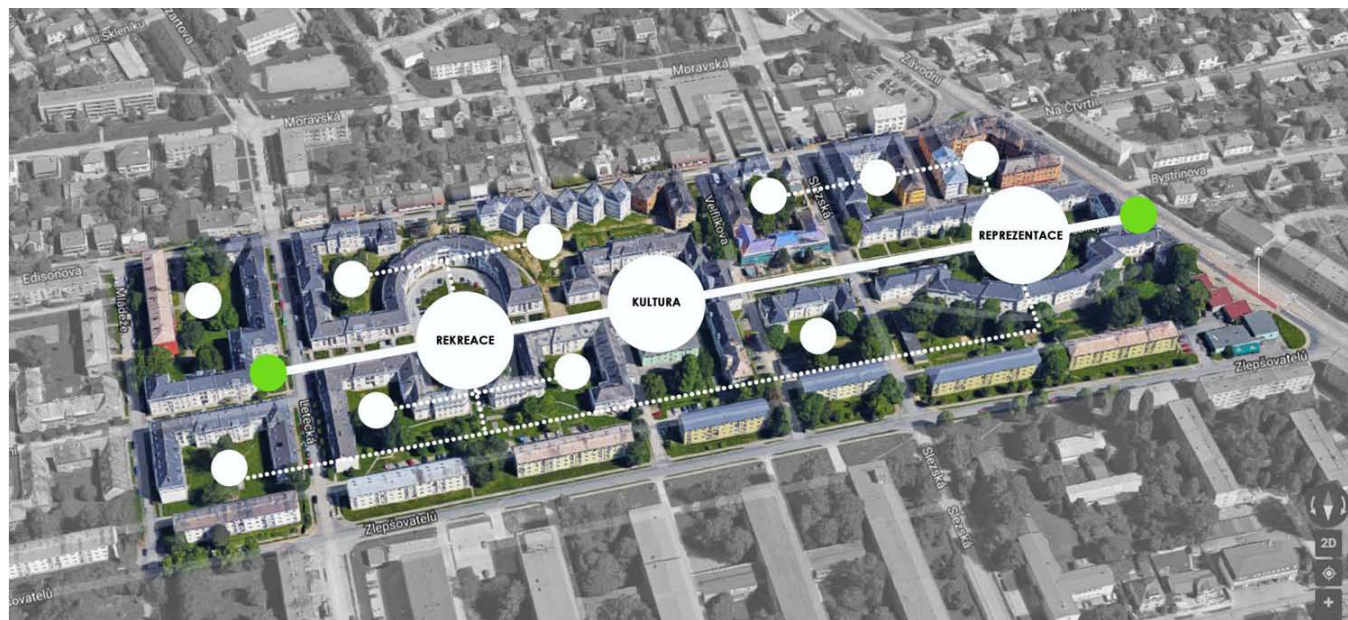 U Skleníku
Závodní
Moravská
Na Čtvrti
Moravská
Bystřinova
Slezská
Velflíkova
REPREZENTACE
Edisonova
KULTURA
Mládeže
REKREACE
Zlepšovatelů
Letecká
Slezská
Slezská
Zlepšovatelů
2D
+